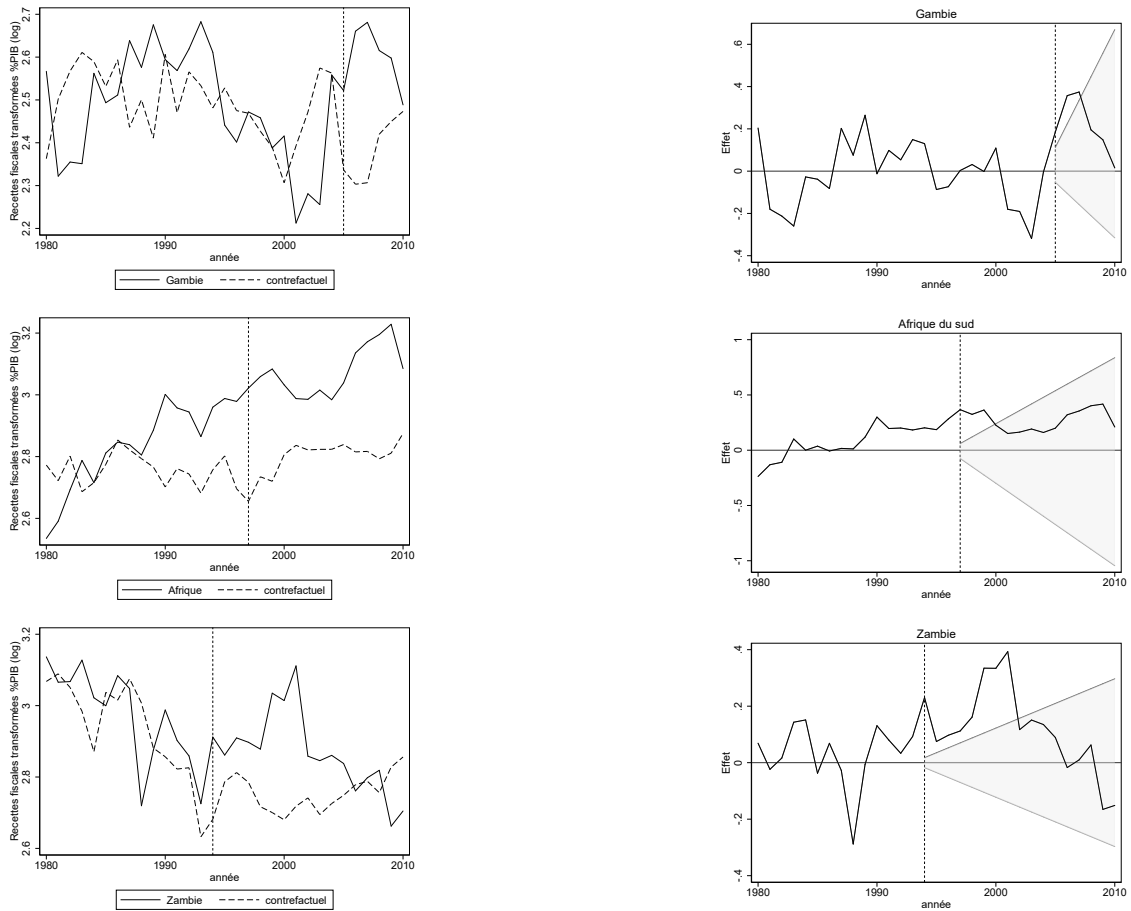 Recettes fiscales transformées %PIB (log)
2.7
2.6
2.5
2.4
2.3
2.2
1980 1990 2000 2010
année
Gambie contrefactuel
Gambie
Effet
.6
.4
.2
0
-.2
-.4
1980 1990 2000 2010
année
Recettes fiscales transformées %PIB (log)
3.2
3
2.8
2.6
1980 1990 2000 2010
année
Afrique contrefactuel
Afrique du sud
Effet
1
.5
0
-.5
-1
1980 1990 2000 2010
année
Recettes fiscales transformées %PIB (log)
3.2
3
2.8
2.6
1980 1990 2000 2010
année
Zambie contrefactuel
Zambie
Effet
.4
.2
0
-.2
-.4
1980 1990 2000 2010
année